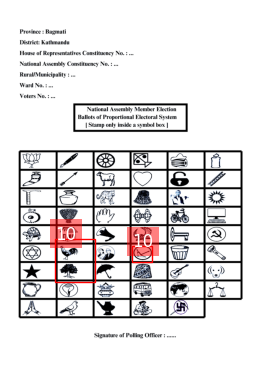 Province : Bagmati
District: Kathmandu
House of Representatives Constituency No. : ...
National Assembly Constituency No. : ...
Rural/Municipality : ...
Ward No. : ...
Voters No. : ...
National Assembly Member Election
Ballots of Proportional Electoral System
[ Stamp only inside a symbol box ]
10
10
Signature of Polling Officer : ......